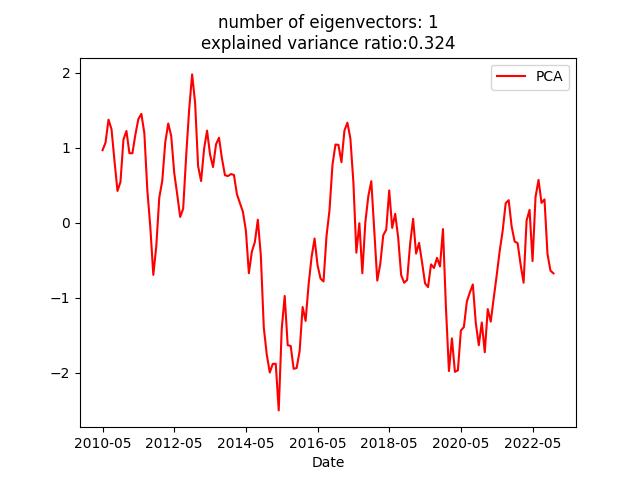 number of eigenvectors: 1
explained variance ratio:0.324
PCA
2
1
0
−1
−2
2010-05 2012-05 2014-05 2016-05 2018-05 2020-05 2022-05
Date